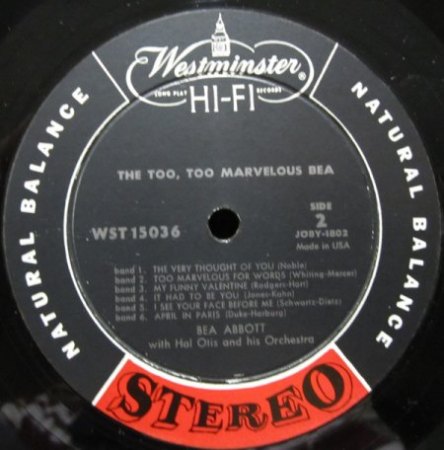 Westminster®
LONG PLAY RECORDS
HI-FI
NATURAL BALANCE
NATURAL BALANCE
THE TOO, TOO MARVELOUS BEA
WST 15036
SIDE
2
JOBY-1802
Made in USA
band 1. THE VERY THOUGHT OF YOU (Noble)
band 2. TOO MARVELOUS FOR WORDS (Whiting-Mercer)
band 3. MY FUNNY VALENTINE (Rodgers-Hart)
band 4. IT HAD TO BE YOU (Jones-Kahn)
band 5. I SEE YOUR FACE BEFORE ME (Schwartz-Dietz)
band 6. APRIL IN PARIS (Duke-Harburg)
BEA ABBOTT
with Hal Otis and his Orchestra
STEREO